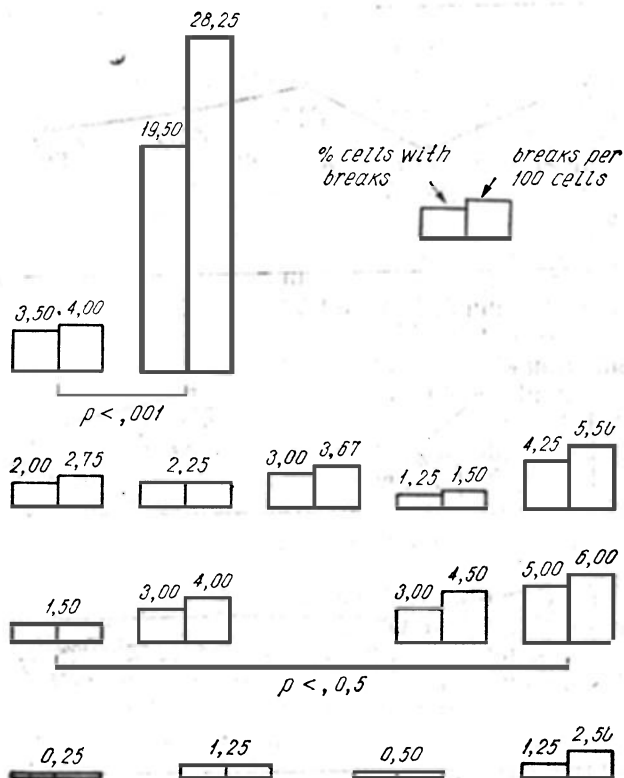 28,25
19,50
% cells with breaks
breaks per 100 cells
3,50 4,00
p < ,001
2,00 2,75 2,25 3,00 3,67 1,25 1,50 4,25 5,50
1,50 3,00 4,00 3,00 4,50 5,00 6,00
p < , 0,5
0,25 1,25 0,50 1,25 2,50